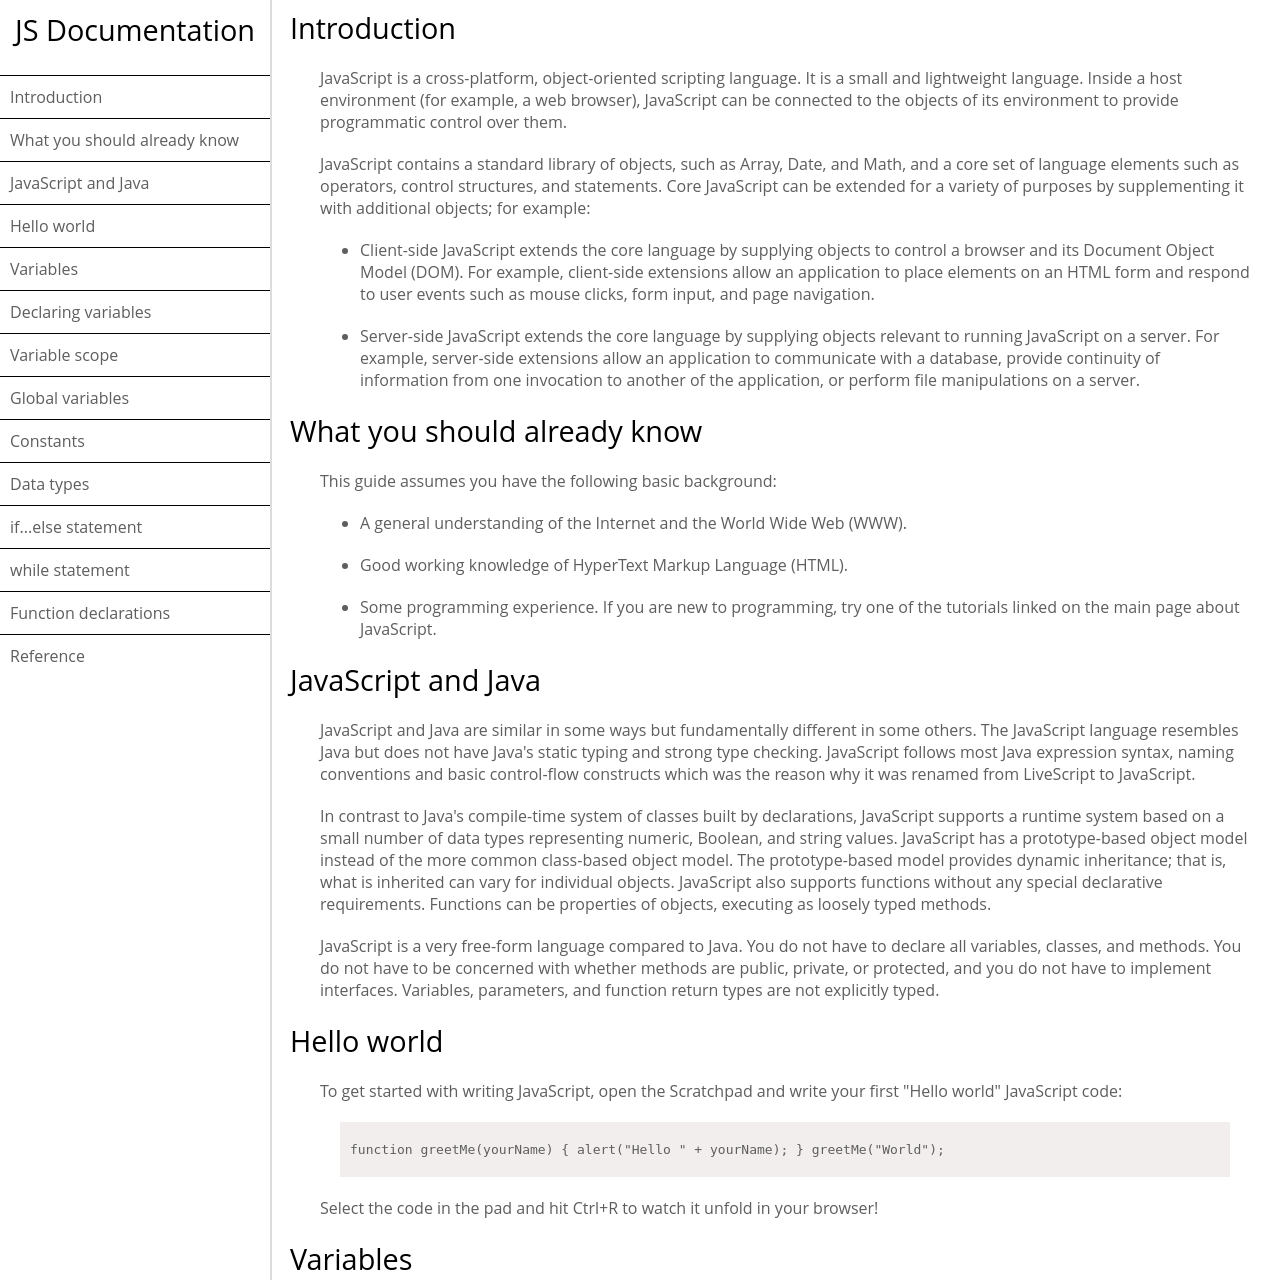 JS Documentation
Introduction
What you should already know
JavaScript and Java
Hello world
Variables
Declaring variables
Variable scope
Global variables
Constants
Data types
if...else statement
while statement
Function declarations
Reference
Introduction
JavaScript is a cross-platform, object-oriented scripting language. It is a small and lightweight language. Inside a host
environment (for example, a web browser), JavaScript can be connected to the objects of its environment to provide
programmatic control over them.
JavaScript contains a standard library of objects, such as Array, Date, and Math, and a core set of language elements such as
operators, control structures, and statements. Core JavaScript can be extended for a variety of purposes by supplementing it
with additional objects; for example:
Client-side JavaScript extends the core language by supplying objects to control a browser and its Document Object
Model (DOM). For example, client-side extensions allow an application to place elements on an HTML form and respond
to user events such as mouse clicks, form input, and page navigation.
Server-side JavaScript extends the core language by supplying objects relevant to running JavaScript on a server. For
example, server-side extensions allow an application to communicate with a database, provide continuity of
information from one invocation to another of the application, or perform file manipulations on a server.
What you should already know
This guide assumes you have the following basic background:
A general understanding of the Internet and the World Wide Web (WWW).
Good working knowledge of HyperText Markup Language (HTML).
Some programming experience. If you are new to programming, try one of the tutorials linked on the main page about
JavaScript.
JavaScript and Java
JavaScript and Java are similar in some ways but fundamentally different in some others. The JavaScript language resembles
Java but does not have Java's static typing and strong type checking. JavaScript follows most Java expression syntax, naming
conventions and basic control-flow constructs which was the reason why it was renamed from LiveScript to JavaScript.
In contrast to Java's compile-time system of classes built by declarations, JavaScript supports a runtime system based on a
small number of data types representing numeric, Boolean, and string values. JavaScript has a prototype-based object model
instead of the more common class-based object model. The prototype-based model provides dynamic inheritance; that is,
what is inherited can vary for individual objects. JavaScript also supports functions without any special declarative
requirements. Functions can be properties of objects, executing as loosely typed methods.
JavaScript is a very free-form language compared to Java. You do not have to declare all variables, classes, and methods. You
do not have to be concerned with whether methods are public, private, or protected, and you do not have to implement
interfaces. Variables, parameters, and function return types are not explicitly typed.
Hello world
To get started with writing JavaScript, open the Scratchpad and write your first "Hello world" JavaScript code:
function greetMe(yourName) { alert("Hello " + yourName); } greetMe("World");
Select the code in the pad and hit Ctrl+R to watch it unfold in your browser!
Variables